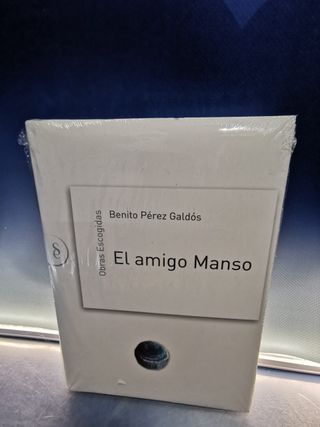 Obras Escogidas
Benito Pérez Galdós
El amigo Manso